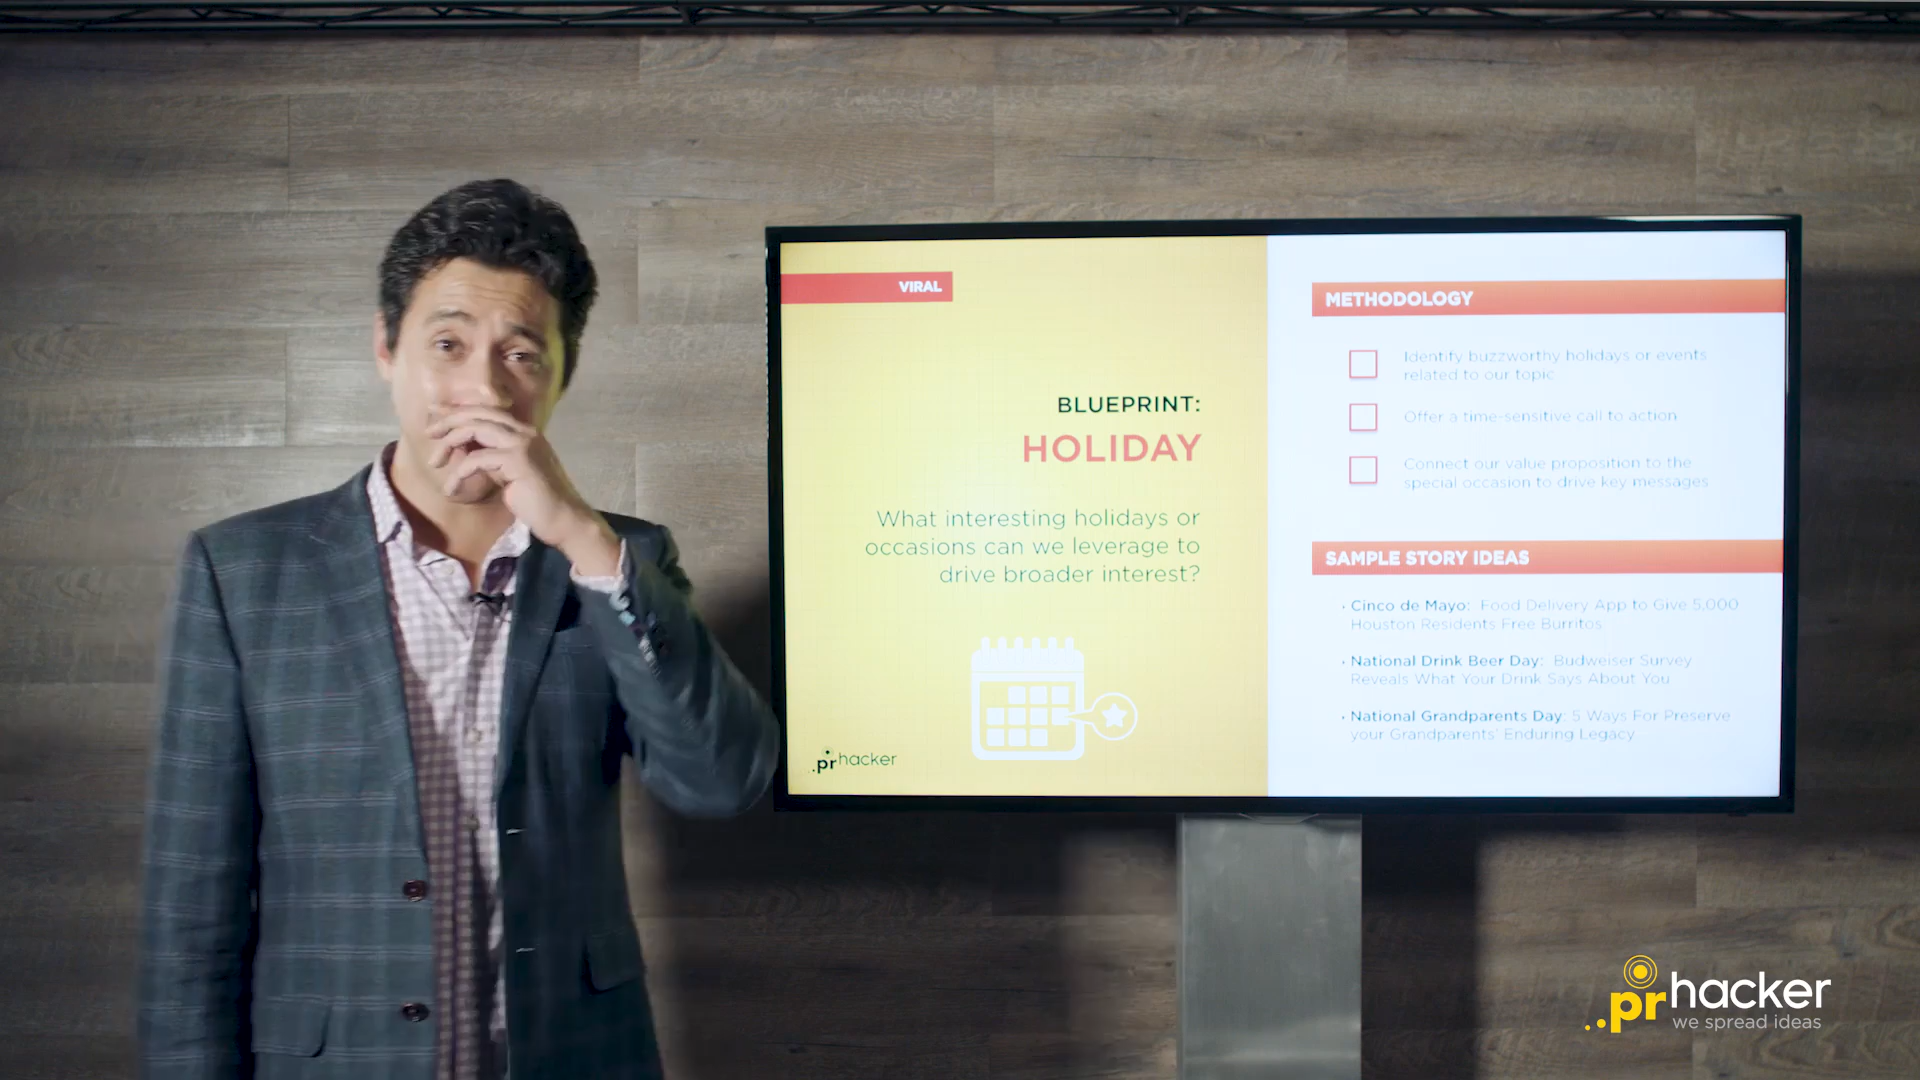 VIRAL
BLUEPRINT:
HOLIDAY
What interesting holidays or
occasions can we leverage to
drive broader interest?
..prhacker
METHODOLOGY
Identify buzzworthy holidays or events
related to our topic
Offer a time-sensitive call to action
Connect our value proposition to the
special occasion to drive key messages
SAMPLE STORY IDEAS
· Cinco de Mayo: Food Delivery App to Give 5,000
Houston Residents Free Burritos
· National Drink Beer Day: Budweiser Survey
Reveals What Your Drink Says About You
· National Grandparents Day: 5 Ways For Preserve
your Grandparents' Enduring Legacy
..prhacker
we spread ideas